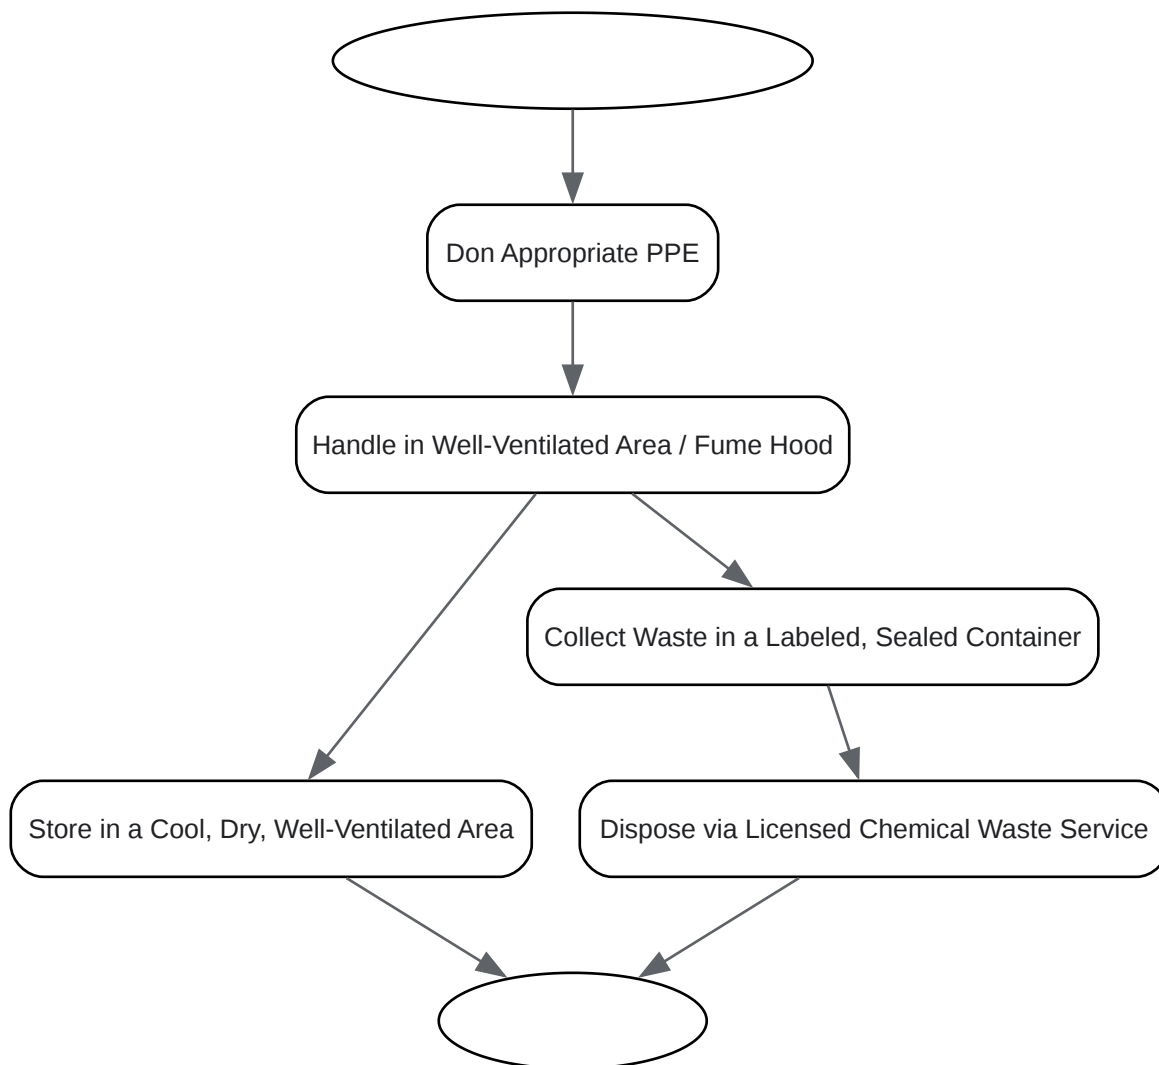 Don Appropriate PPE
Handle in Well-Ventilated Area / Fume Hood
Collect Waste in a Labeled, Sealed Container
Store in a Cool, Dry, Well-Ventilated Area
Dispose via Licensed Chemical Waste Service